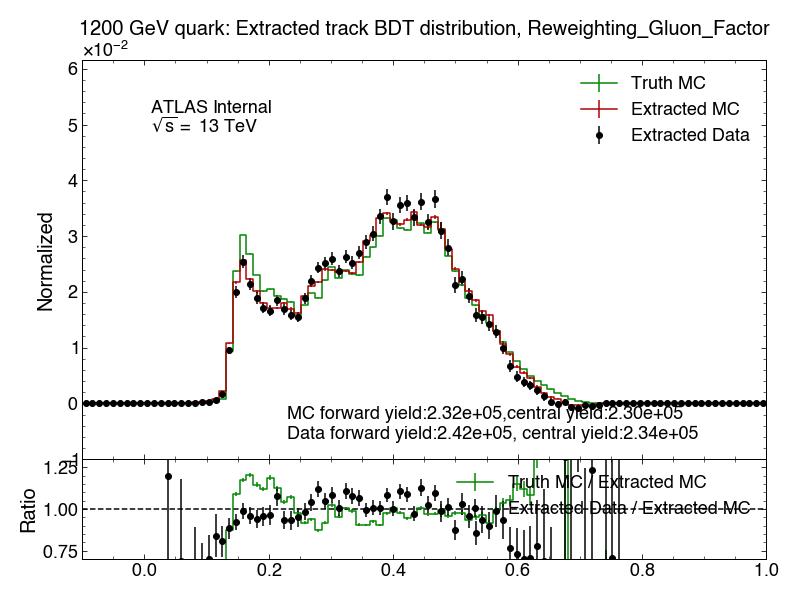 1200 GeV quark: Extracted track BDT distribution, Reweighting_Gluon_Factor
×10⁻²
6
5
4
3
2
1
0
1
Normalized
ATLAS Internal
√s = 13 TeV
Truth MC
Extracted MC
Extracted Data
MC forward yield:2.32e+05,central yield:2.30e+05
Data forward yield:2.42e+05, central yield:2.34e+05
1.25
1.00
0.75
Ratio
Truth MC / Extracted MC
Extracted Data / Extracted MC
0.0 0.2 0.4 0.6 0.8 1.0